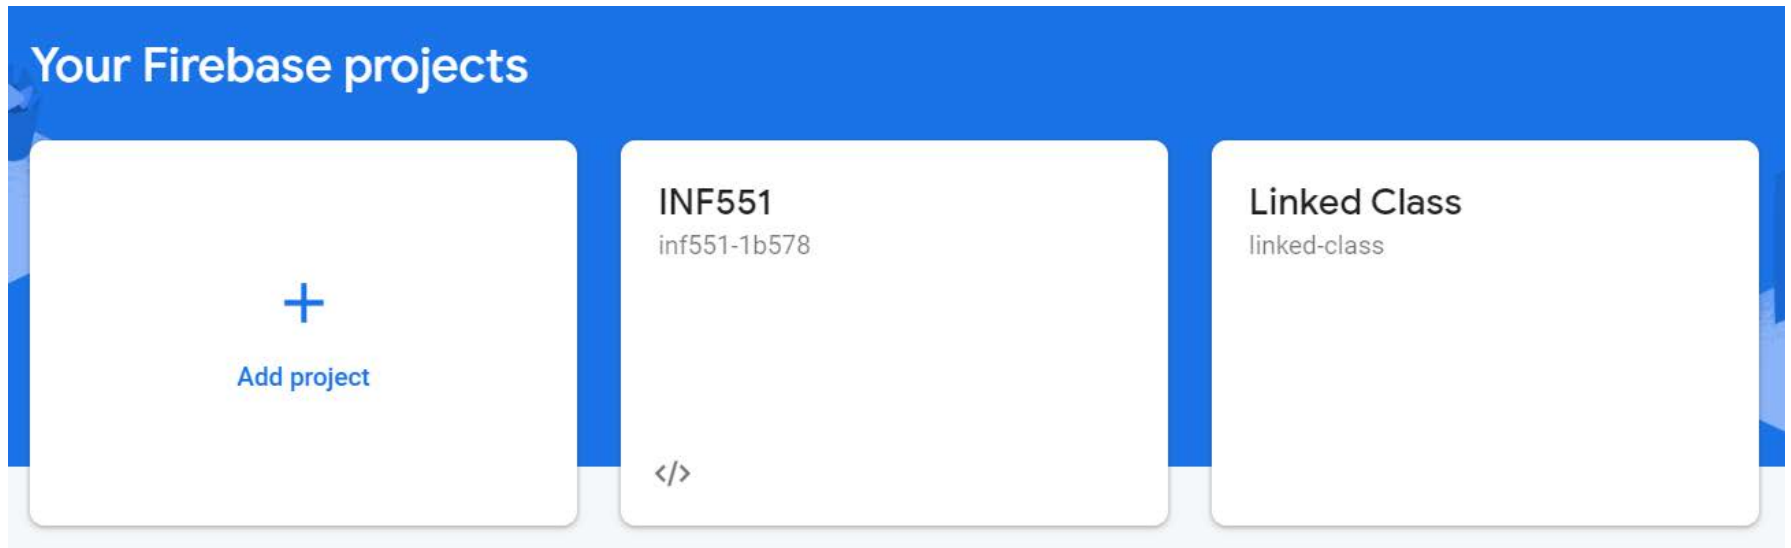 Your Firebase projects
Add project
INF551
inf551-1b578
</>
Linked Class
linked-class